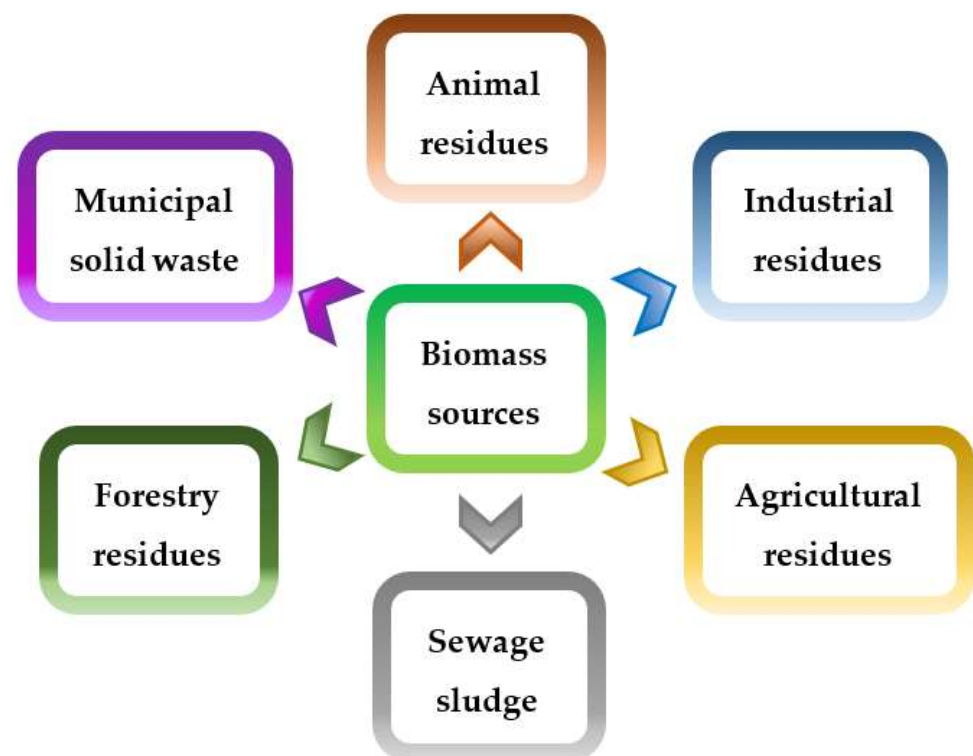 Animal
residues
Municipal
solid waste
Industrial
residues
Biomass
sources
Forestry
residues
Agricultural
residues
Sewage
sludge